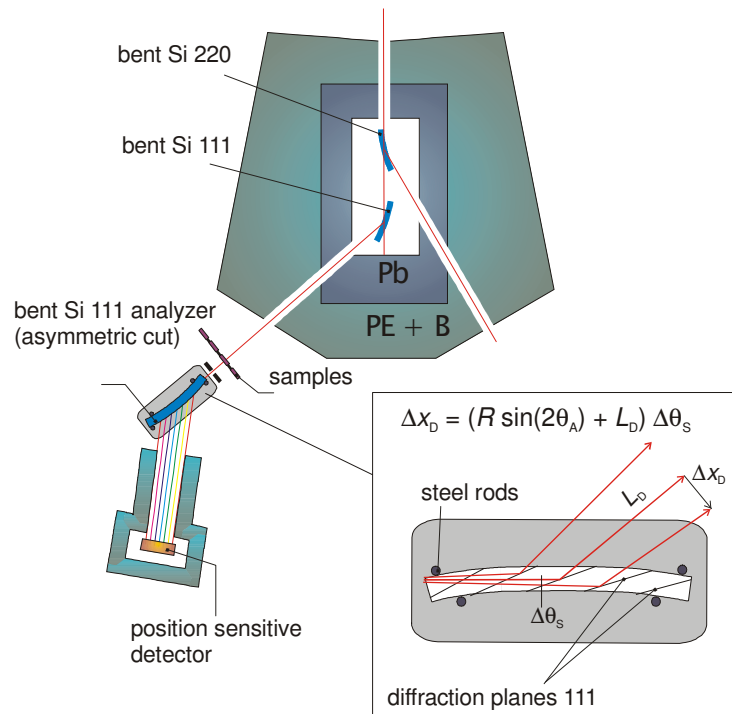 bent Si 220
bent Si 111
Pb
PE + B
bent Si 111 analyzer
(asymmetric cut)
samples
position sensitive
detector
Δx_D = (R sin(2θ_A) + L_D) Δθ_S
steel rods
L_D
Δx_D
Δθ_S
diffraction planes 111